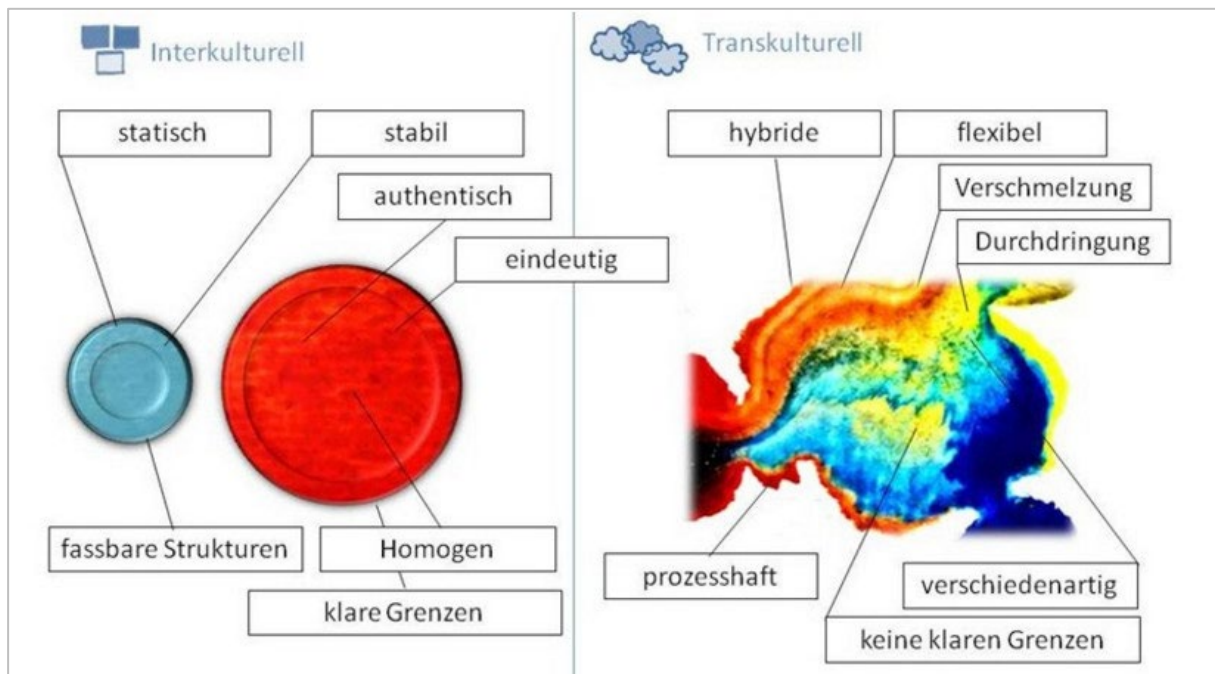 Interkulturell
statisch
stabil
authentisch
eindeutig
fassbare Strukturen
Homogen
klare Grenzen
Transkulturell
hybride
flexibel
Verschmelzung
Durchdringung
prozesshaft
verschiedenartig
keine klaren Grenzen